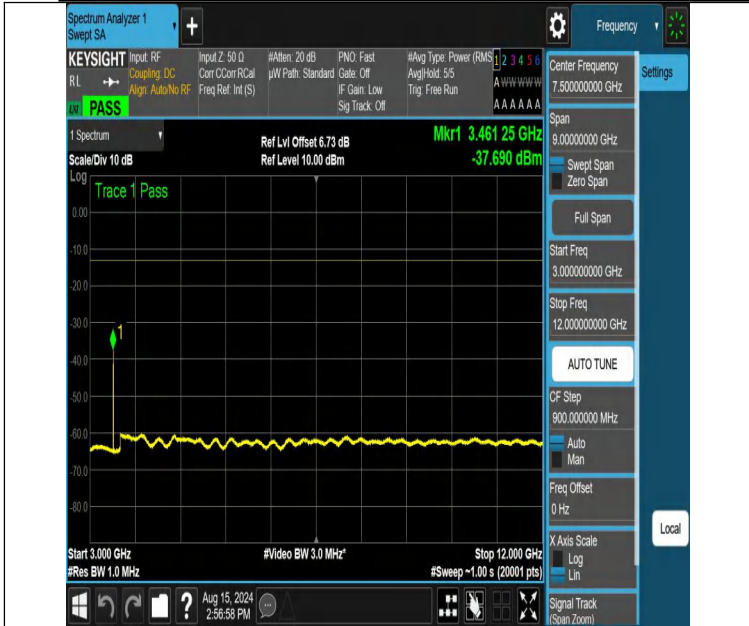 Spectrum Analyzer 1
Swept SA
+
Frequency
KEYSIGHT
RL
PASS
Input: RF
Coupling: DC
Align: Auto/No RF
Input Z: 50 Ω
Corr CCorr RCal
Freq Ref: Int (S)
#Atten: 20 dB
µW Path: Standard
PNO: Fast
Gate: Off
IF Gain: Low
Sig Track: Off
#Avg Type: Power (RMS
Avg|Hold: 5/5
Trig: Free Run
1 2 3 4 5 6
A W W W W W
A A A A A A
1 Spectrum
Scale/Div 10 dB
Log
Ref Lvl Offset 6.73 dB
Ref Level 10.00 dBm
Mkr1 3.461 25 GHz
-37.690 dBm
Trace 1 Pass
0.00
-10.0
-20.0
-30.0
1
-40.0
-50.0
-60.0
-70.0
-80.0
Start 3.000 GHz
#Res BW 1.0 MHz
#Video BW 3.0 MHz*
Stop 12.000 GHz
#Sweep ~1.00 s (20001 pts)
Aug 15, 2024
2:56:58 PM
?
Center Frequency
7.500000000 GHz
Settings
Span
9.00000000 GHz
Swept Span
Zero Span
Full Span
Start Freq
3.000000000 GHz
Stop Freq
12.000000000 GHz
AUTO TUNE
CF Step
900.000000 MHz
Auto
Man
Freq Offset
0 Hz
X Axis Scale
Log
Lin
Local
Signal Track
(Span Zoom)